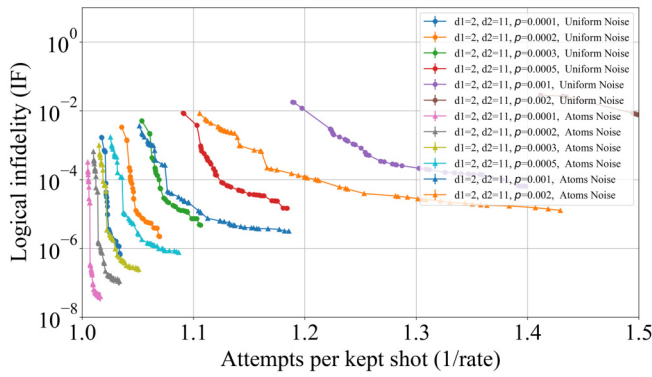 Logical infidelity (IF)
10⁰
10⁻²
10⁻⁴
10⁻⁶
10⁻⁸
d1=2, d2=11, p=0.0001, Uniform Noise
d1=2, d2=11, p=0.0002, Uniform Noise
d1=2, d2=11, p=0.0003, Uniform Noise
d1=2, d2=11, p=0.0005, Uniform Noise
d1=2, d2=11, p=0.001, Uniform Noise
d1=2, d2=11, p=0.002, Uniform Noise
d1=2, d2=11, p=0.0001, Atoms Noise
d1=2, d2=11, p=0.0002, Atoms Noise
d1=2, d2=11, p=0.0003, Atoms Noise
d1=2, d2=11, p=0.0005, Atoms Noise
d1=2, d2=11, p=0.001, Atoms Noise
d1=2, d2=11, p=0.002, Atoms Noise
1.0 1.1 1.2 1.3 1.4 1.5
Attempts per kept shot (1/rate)